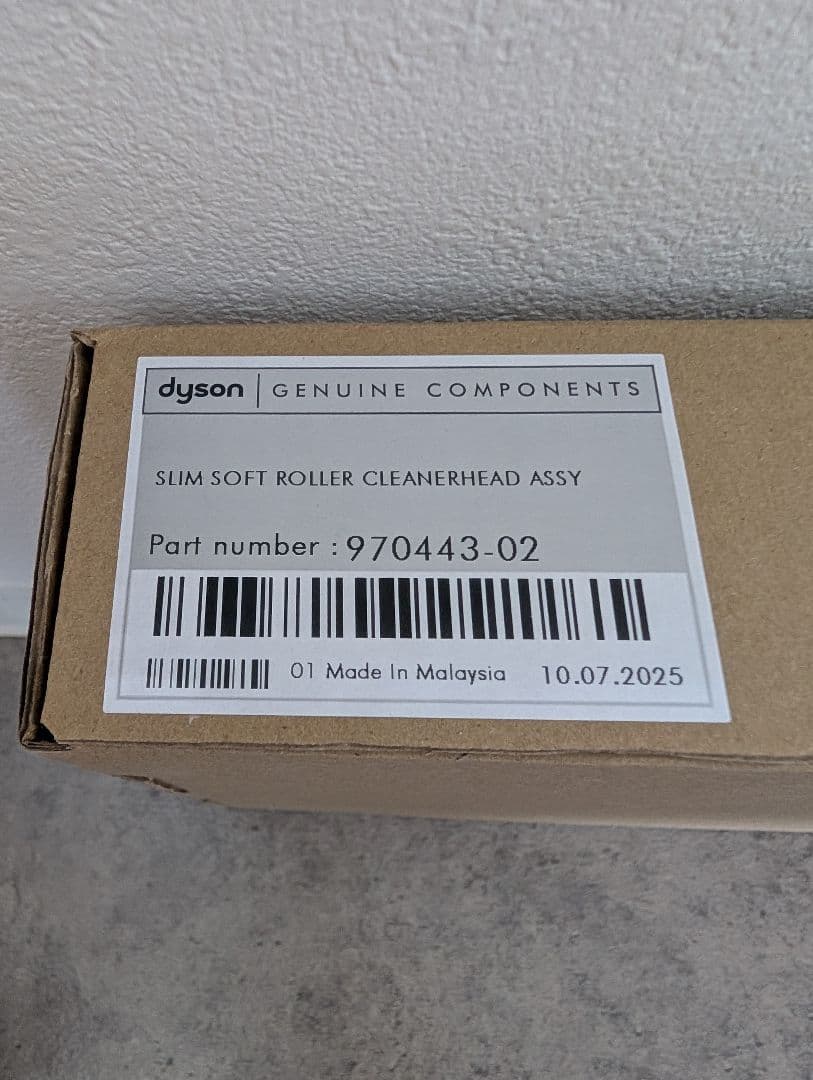 dyson | GENUINE COMPONENTS
SLIM SOFT ROLLER CLEANERHEAD ASSY
Part number : 970443-02
01 Made In Malaysia 10.07.2025